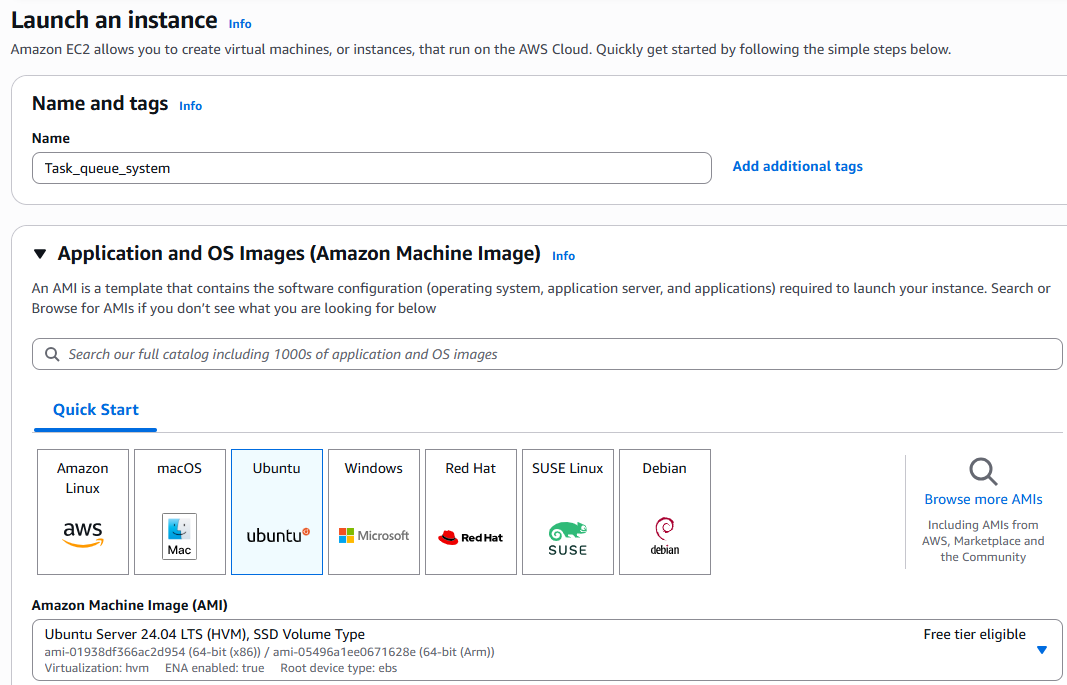 Launch an instance Info
Amazon EC2 allows you to create virtual machines, or instances, that run on the AWS Cloud. Quickly get started by following the simple steps below.
Name and tags Info
Name
Task_queue_system
Add additional tags
Application and OS Images (Amazon Machine Image) Info
An AMI is a template that contains the software configuration (operating system, application server, and applications) required to launch your instance. Search or
Browse for AMIs if you don’t see what you are looking for below
Search our full catalog including 1000s of application and OS images
Quick Start
Amazon
Linux
aws
macOS
Mac
Ubuntu
ubuntu
Windows
Microsoft
Red Hat
Red Hat
SUSE Linux
SUSE
Debian
debian
Browse more AMIs
Including AMIs from
AWS, Marketplace and
the Community
Amazon Machine Image (AMI)
Ubuntu Server 24.04 LTS (HVM), SSD Volume Type
Free tier eligible
ami-01938df366ac2d954 (64-bit (x86)) / ami-05496a1ee0671628e (64-bit (Arm))
Virtualization: hvm ENA enabled: true Root device type: ebs